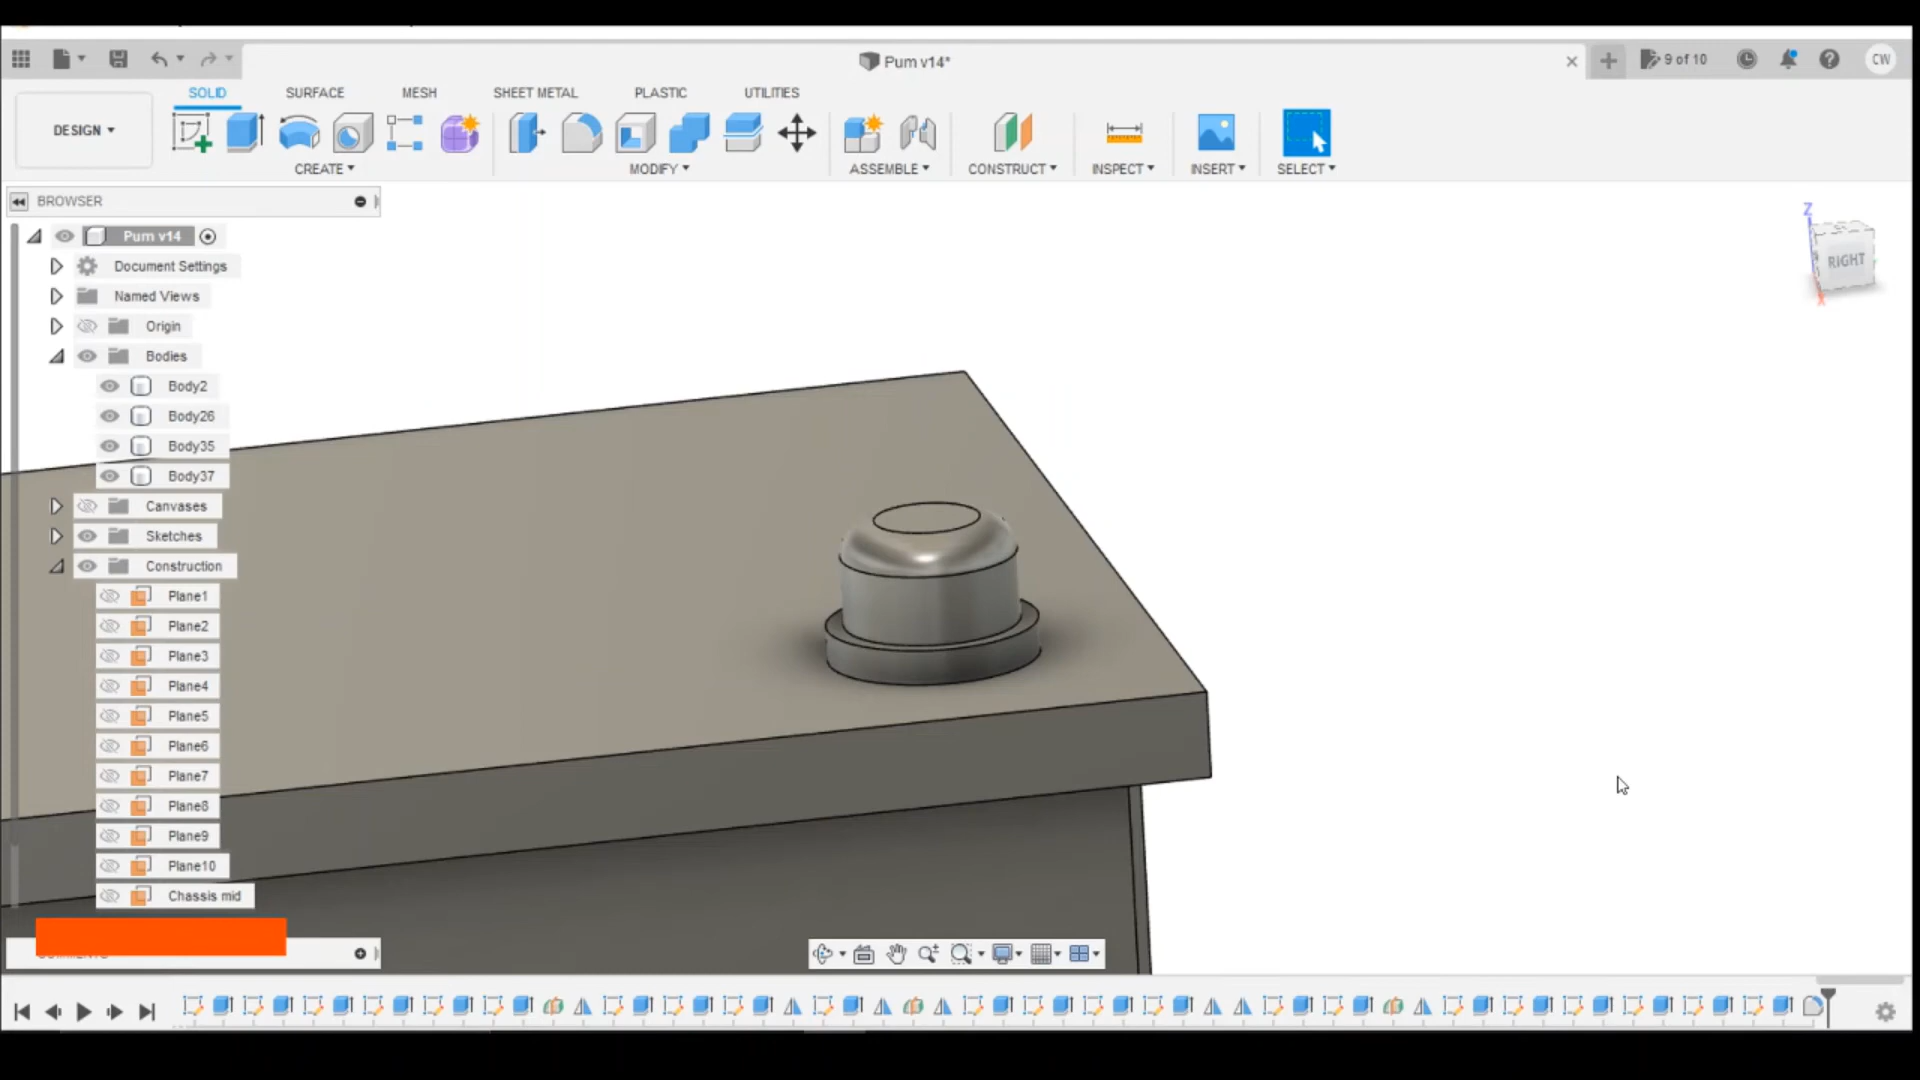 Pum v14*
9 of 10
CW
SOLID
SURFACE
MESH
SHEET METAL
PLASTIC
UTILITIES
DESIGN
CREATE
MODIFY
ASSEMBLE
CONSTRUCT
INSPECT
INSERT
SELECT
BROWSER
Pum v14
Document Settings
Named Views
Origin
Bodies
Body2
Body26
Body35
Body37
Canvases
Sketches
Construction
Plane1
Plane2
Plane3
Plane4
Plane5
Plane6
Plane7
Plane8
Plane9
Plane10
Chassis mid
Z
RIGHT
X